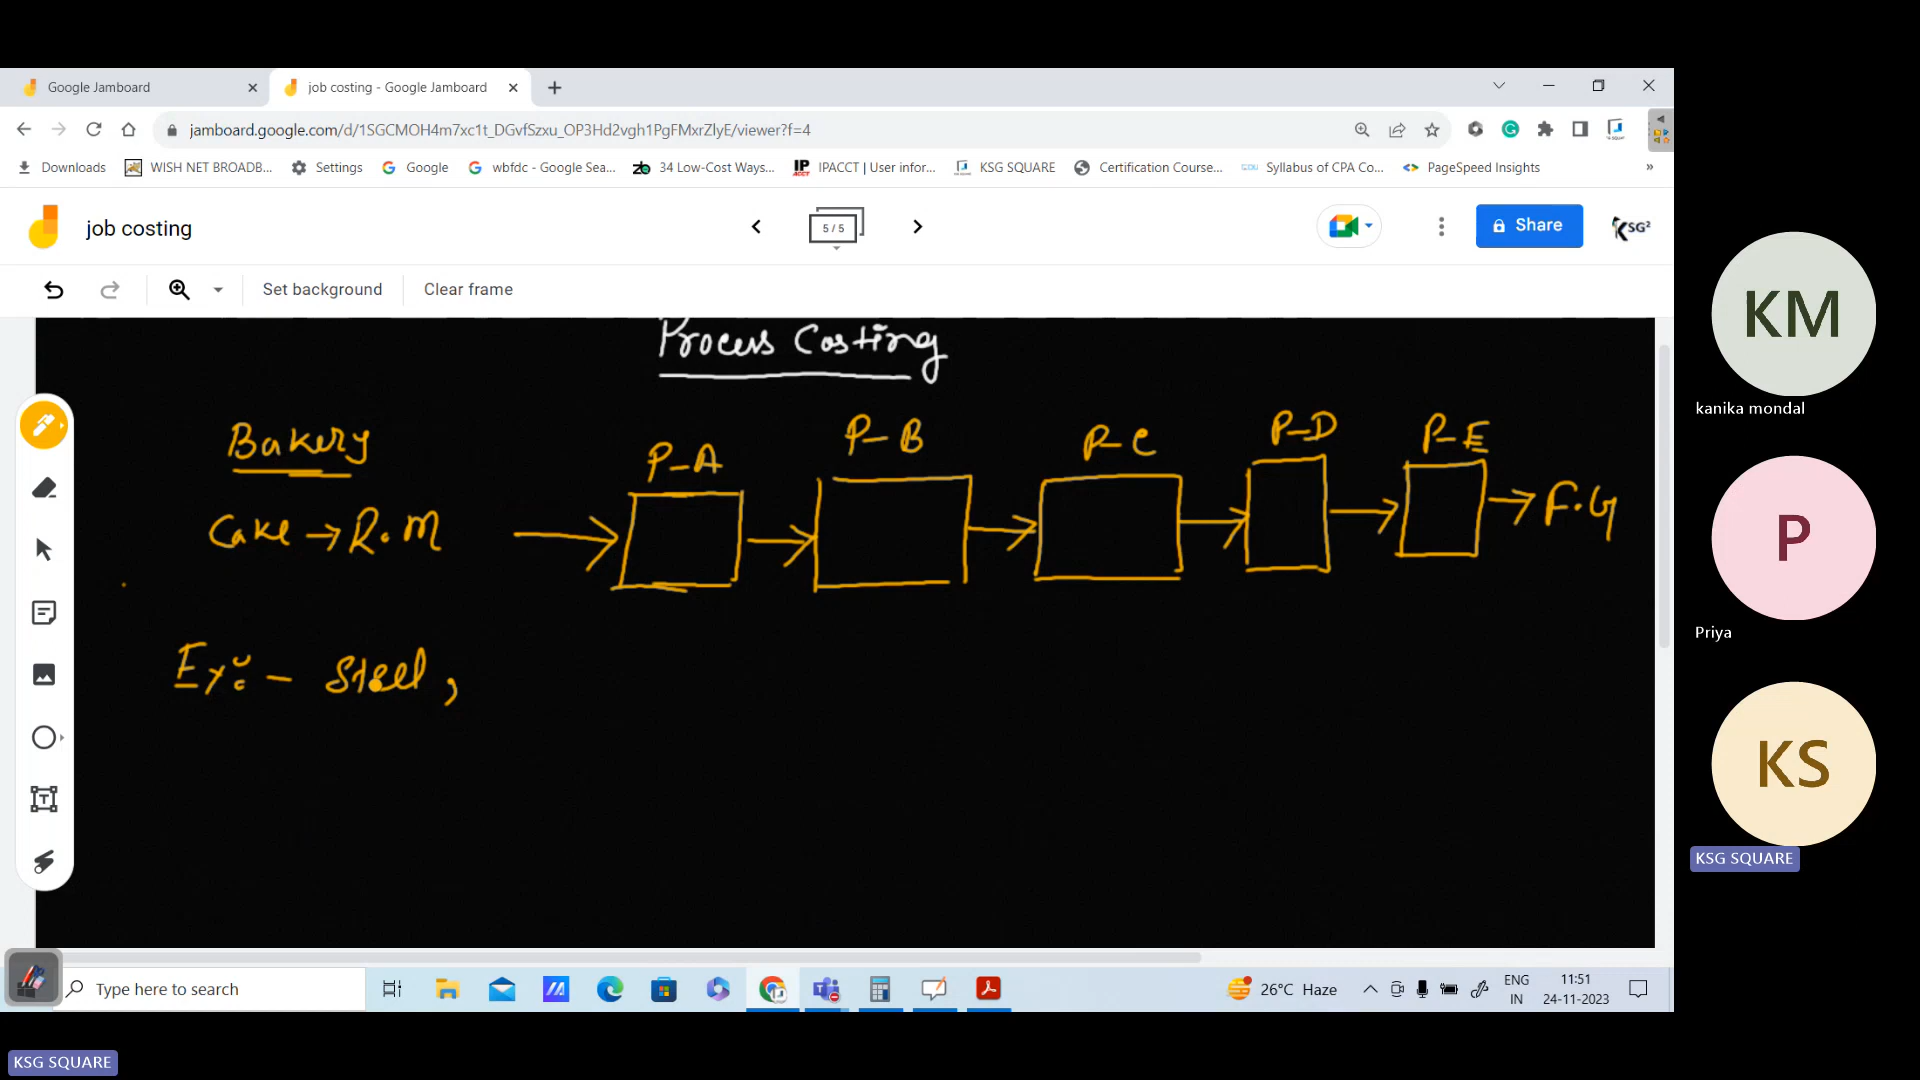 Google Jamboard
job costing - Google Jamboard
jamboard.google.com/d/1SGCMOH4m7xc1t_DGvfSzxu_OP3Hd2vgh1PgFMxrZlyE/viewer?f=4
Downloads WISH NET BROADB... Settings Google wbfdc - Google Sea... 34 Low-Cost Ways... IPACCT | User infor... KSG SQUARE Certification Course... Syllabus of CPA Co... PageSpeed Insights »
job costing 5 / 5 Share KSG²
Set background Clear frame
Process Costing
Bakery P-A P-B P-C P-D P-E
Cake → R.M F.G
Ex: - Steel,
KM
kanika mondal
P
Priya
KS
KSG SQUARE
Type here to search 26°C Haze ENG IN 11:51 24-11-2023
KSG SQUARE